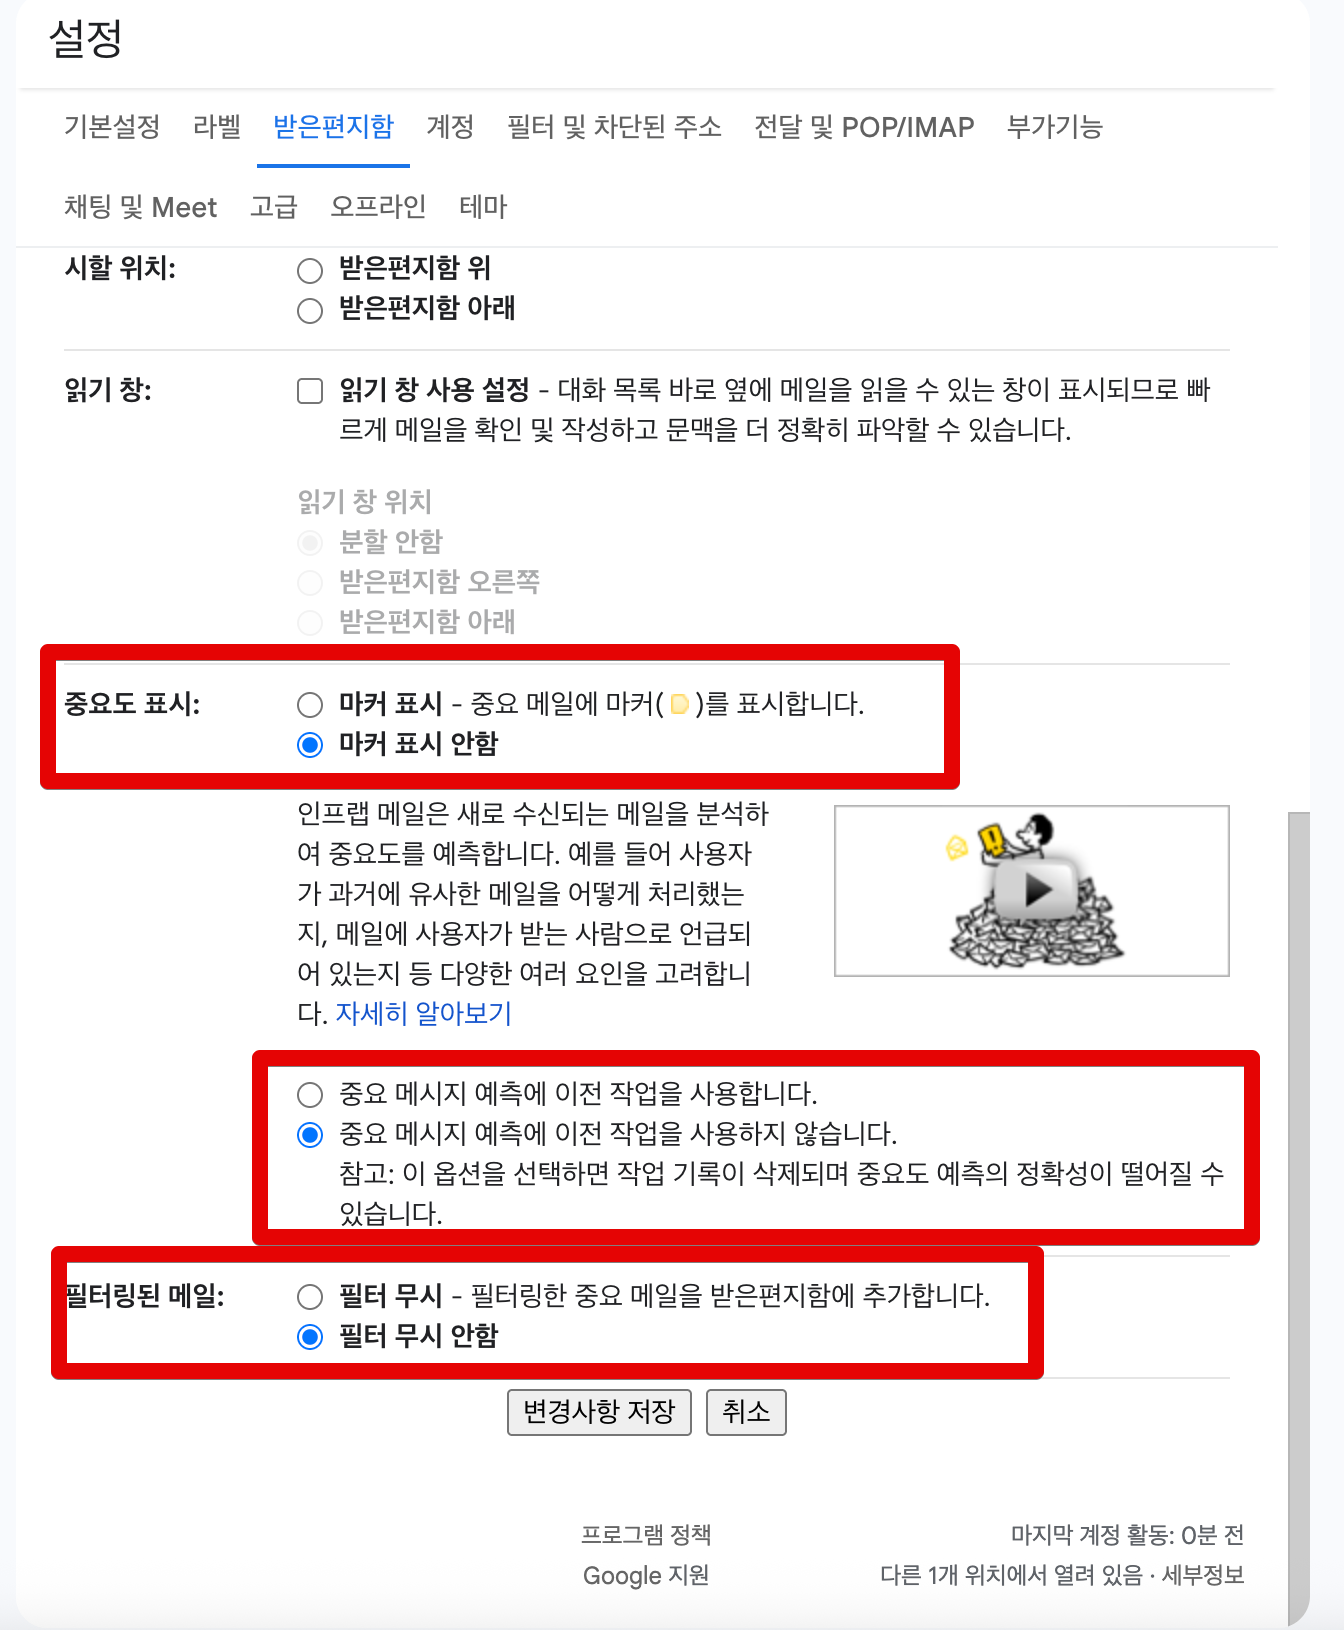 설정
기본설정 라벨 받은편지함 계정 필터 및 차단된 주소 전달 및 POP/IMAP 부가기능
채팅 및 Meet 고급 오프라인 테마
시할 위치: 받은편지함 위
받은편지함 아래
읽기 창: 읽기 창 사용 설정 - 대화 목록 바로 옆에 메일을 읽을 수 있는 창이 표시되므로 빠
르게 메일을 확인 및 작성하고 문맥을 더 정확히 파악할 수 있습니다.
읽기 창 위치
분할 안함
받은편지함 오른쪽
받은편지함 아래
중요도 표시: 마커 표시 - 중요 메일에 마커( )를 표시합니다.
마커 표시 안함
인프랩 메일은 새로 수신되는 메일을 분석하
여 중요도를 예측합니다. 예를 들어 사용자
가 과거에 유사한 메일을 어떻게 처리했는
지, 메일에 사용자가 받는 사람으로 언급되
어 있는지 등 다양한 여러 요인을 고려합니
다. 자세히 알아보기
중요 메시지 예측에 이전 작업을 사용합니다.
중요 메시지 예측에 이전 작업을 사용하지 않습니다.
참고: 이 옵션을 선택하면 작업 기록이 삭제되며 중요도 예측의 정확성이 떨어질 수
있습니다.
필터링된 메일: 필터 무시 - 필터링한 중요 메일을 받은편지함에 추가합니다.
필터 무시 안함
변경사항 저장 취소
프로그램 정책 마지막 계정 활동: 0분 전
Google 지원 다른 1개 위치에서 열려 있음 · 세부정보